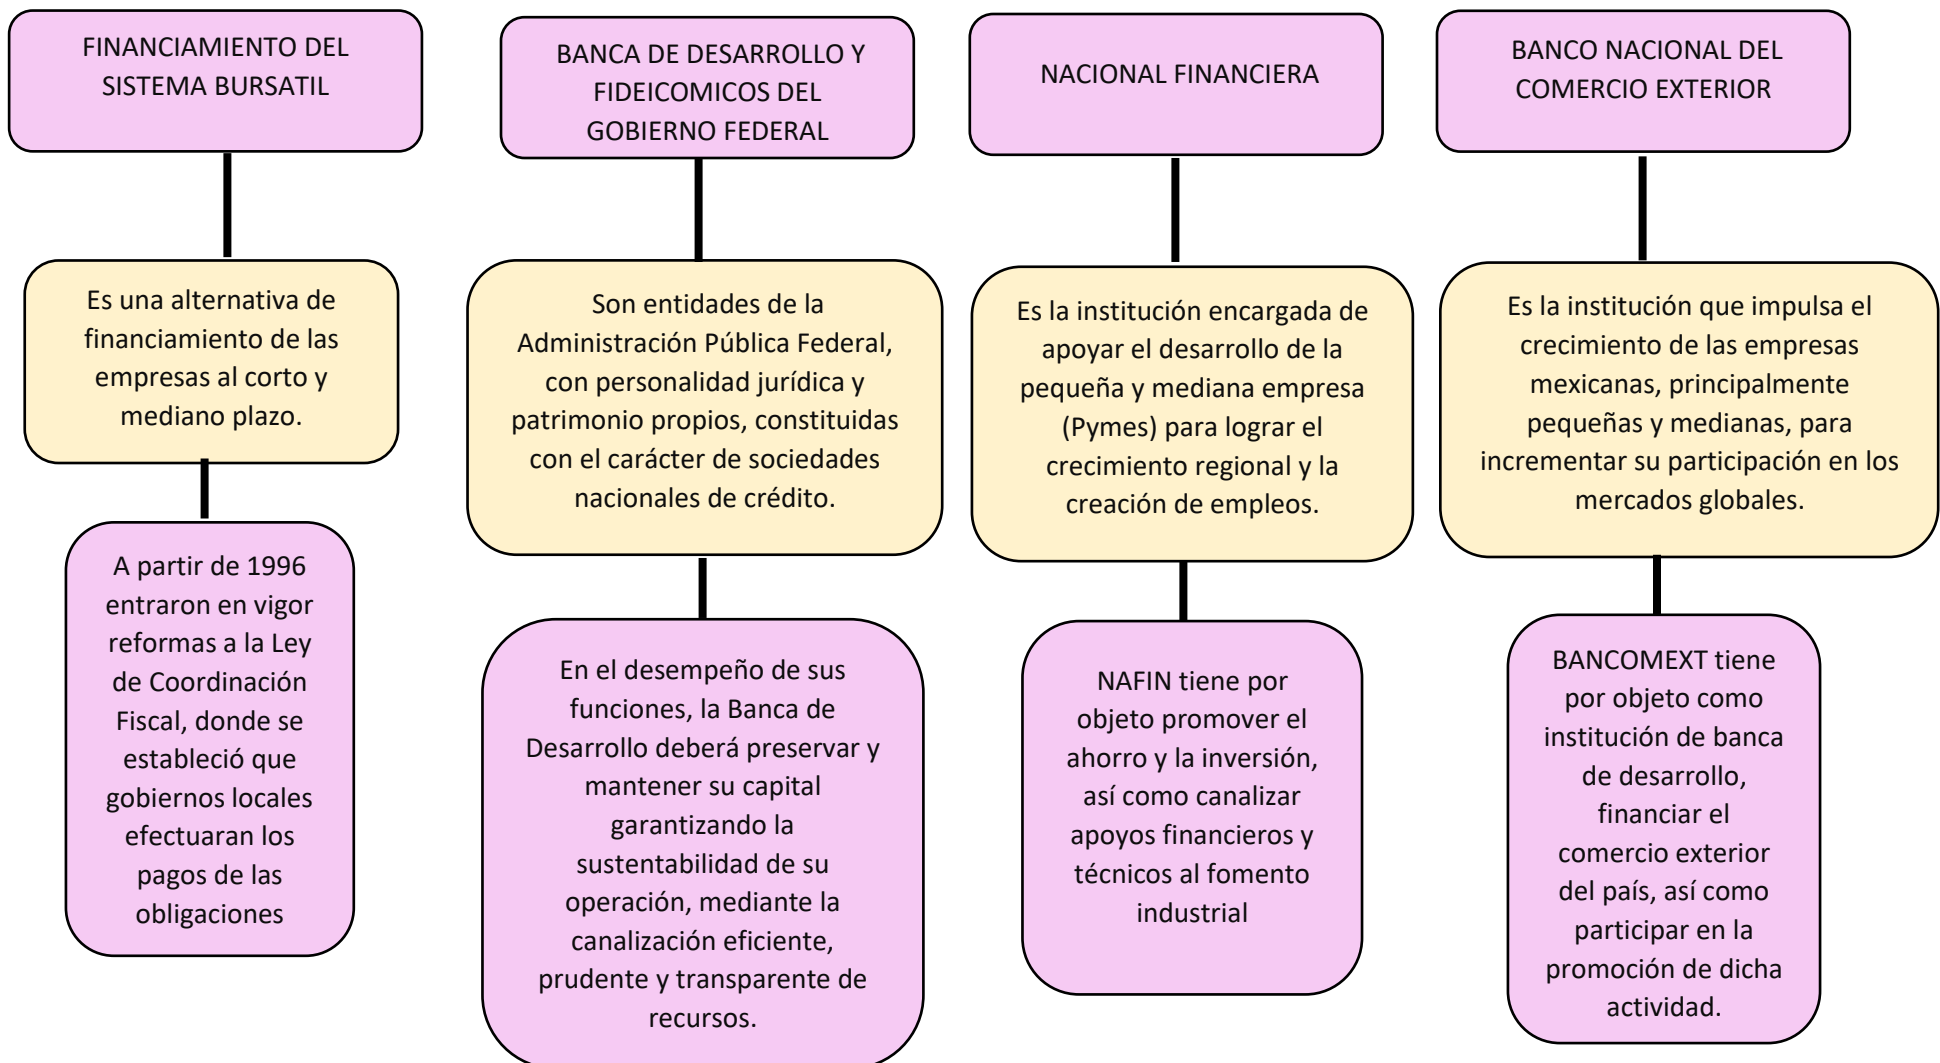 FINANCIAMIENTO DEL
SISTEMA BURSATIL
Es una alternativa de
financiamiento de las
empresas al corto y
mediano plazo.
A partir de 1996
entraron en vigor
reformas a la Ley
de Coordinación
Fiscal, donde se
estableció que
gobiernos locales
efectuaran los
pagos de las
obligaciones
BANCA DE DESARROLLO Y
FIDEICOMICOS DEL
GOBIERNO FEDERAL
Son entidades de la
Administración Pública Federal,
con personalidad jurídica y
patrimonio propios, constituidas
con el carácter de sociedades
nacionales de crédito.
En el desempeño de sus
funciones, la Banca de
Desarrollo deberá preservar y
mantener su capital
garantizando la
sustentabilidad de su
operación, mediante la
canalización eficiente,
prudente y transparente de
recursos.
NACIONAL FINANCIERA
Es la institución encargada de
apoyar el desarrollo de la
pequeña y mediana empresa
(Pymes) para lograr el
crecimiento regional y la
creación de empleos.
NAFIN tiene por
objeto promover el
ahorro y la inversión,
así como canalizar
apoyos financieros y
técnicos al fomento
industrial
BANCO NACIONAL DEL
COMERCIO EXTERIOR
Es la institución que impulsa el
crecimiento de las empresas
mexicanas, principalmente
pequeñas y medianas, para
incrementar su participación en los
mercados globales.
BANCOMEXT tiene
por objeto como
institución de banca
de desarrollo,
financiar el
comercio exterior
del país, así como
participar en la
promoción de dicha
actividad.